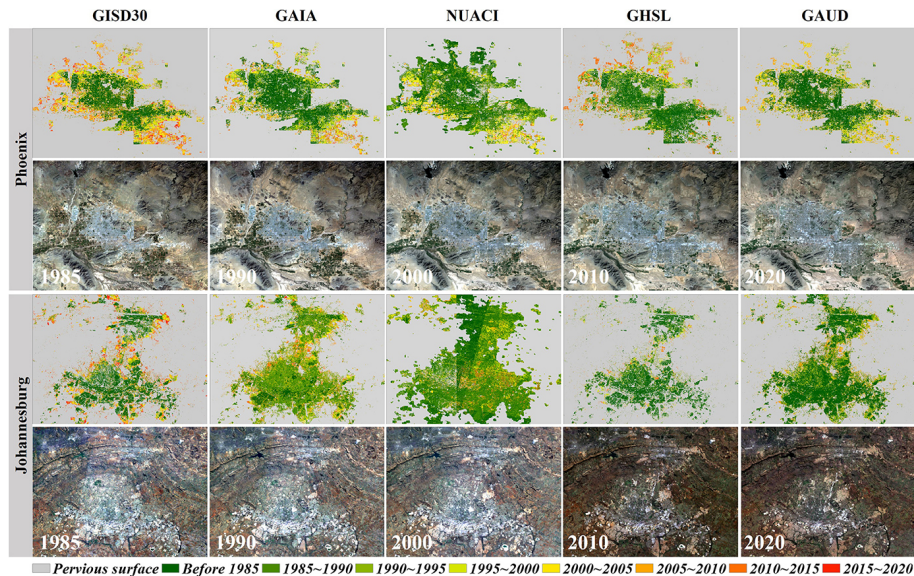 GISD30 GAIA NUACI GHSL GAUD
Phoenix
1985 1990 2000 2010 2020
Johannesburg
1985 1990 2000 2010 2020
Pervious surface Before 1985 1985~1990 1990~1995 1995~2000 2000~2005 2005~2010 2010~2015 2015~2020